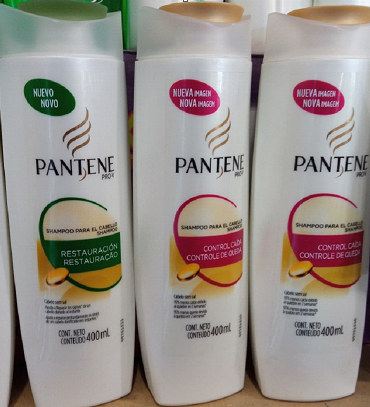 NUEVO
NOVO
PANTENE
PRO-V
SHAMPOO PARA EL CABELLO
SHAMPOO
RESTAURACIÓN
RESTAURAÇÃO
CONT. NETO
CONTEÚDO 400mL
NUEVA IMAGEN
NOVA IMAGEN
PANTENE
PRO-V
SHAMPOO PARA EL CABELLO
SHAMPOO
CONTROL CAÍDA
CONTROLE DE QUEDA
CONT. NETO
CONTEÚDO 400mL
NUEVA IMAGEN
NOVA IMAGEN
PANTENE
PRO-V
SHAMPOO PARA EL CABELLO
SHAMPOO
CONTROL CAÍDA
CONTROLE DE QUEDA
CONT. NETO
CONTEÚDO 400mL